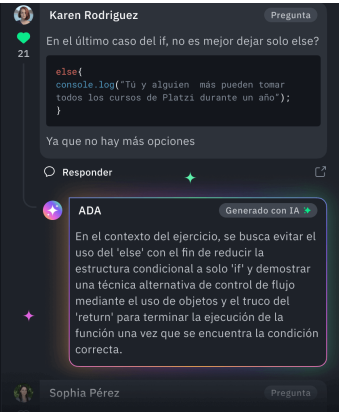 Karen Rodriguez
Pregunta
En el último caso del if, no es mejor dejar solo else?
21
else{
console.log("Tú y alguien  más pueden tomar
todos los cursos de Platzi durante un año");
}
Ya que no hay más opciones
Responder
ADA
Generado con IA
En el contexto del ejercicio, se busca evitar el
uso del 'else' con el fin de reducir la
estructura condicional a solo 'if' y demostrar
una técnica alternativa de control de flujo
mediante el uso de objetos y el truco del
'return' para terminar la ejecución de la
función una vez que se encuentra la condición
correcta.
Sophia Pérez
Pregunta